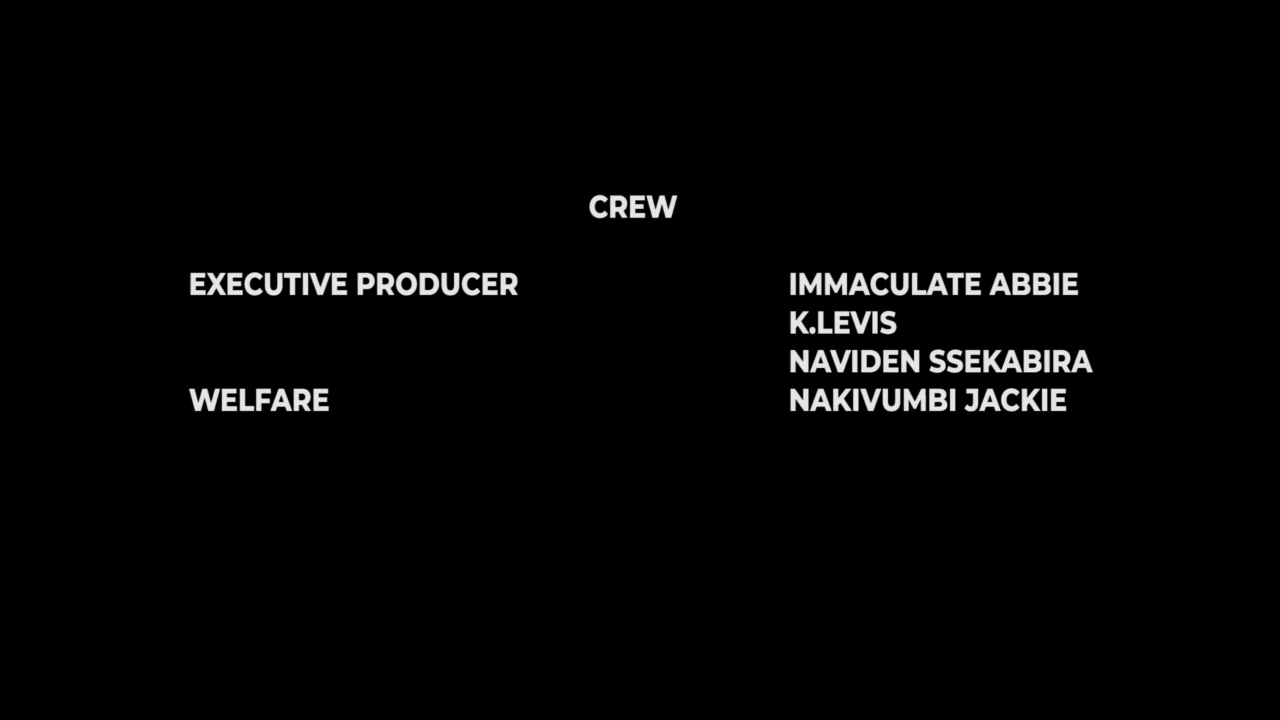 CREW
EXECUTIVE PRODUCER IMMACULATE ABBIE
K.LEVIS
NAVIDEN SSEKABIRA
WELFARE NAKIVUMBI JACKIE